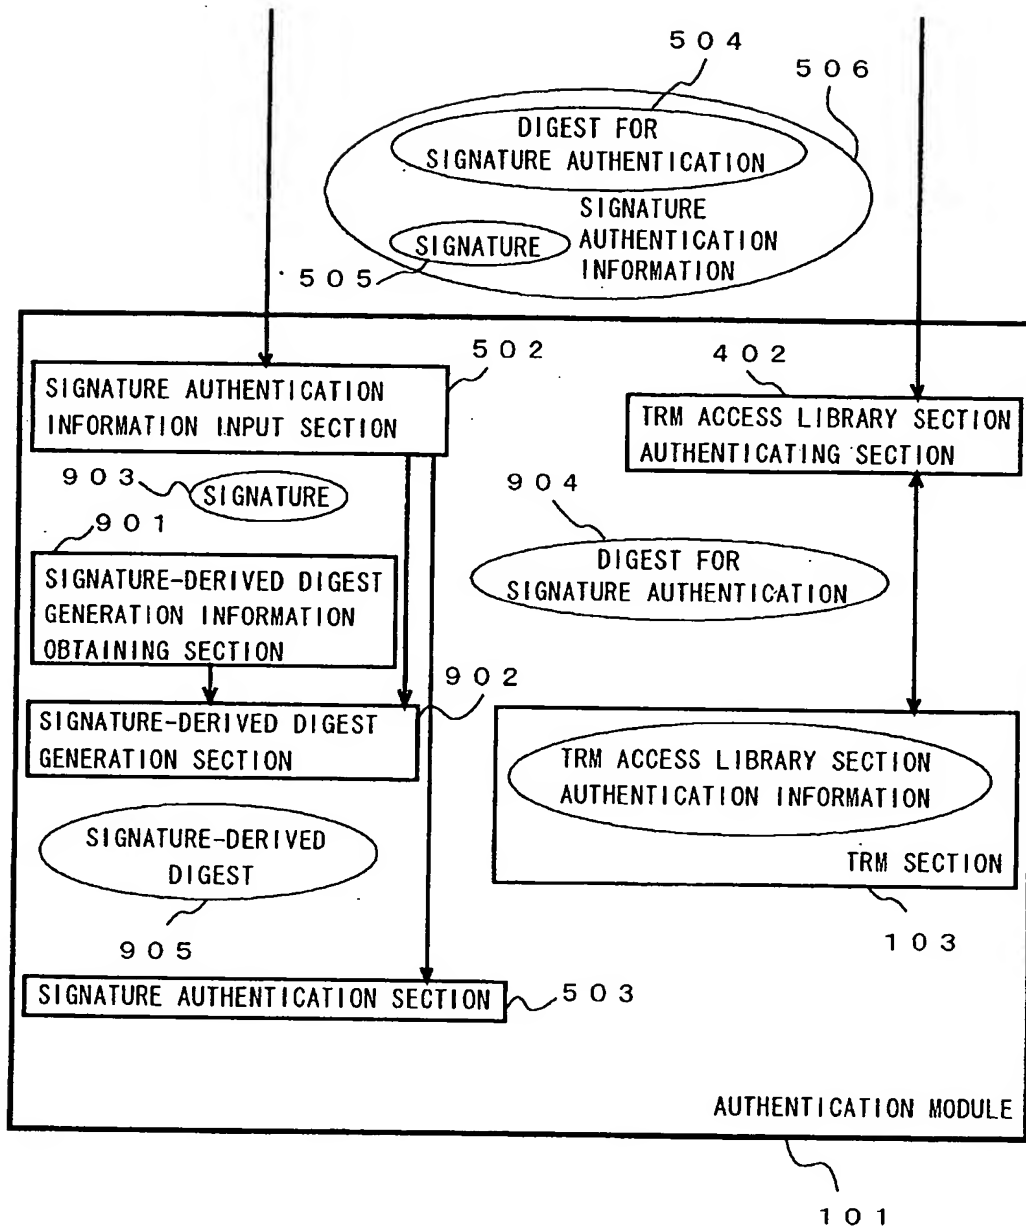 504
506
DIGEST FOR
SIGNATURE AUTHENTICATION
SIGNATURE
AUTHENTICATION
INFORMATION
SIGNATURE
505
502
SIGNATURE AUTHENTICATION
INFORMATION INPUT SECTION
402
TRM ACCESS LIBRARY SECTION
AUTHENTICATING SECTION
903
SIGNATURE
904
DIGEST FOR
SIGNATURE AUTHENTICATION
901
SIGNATURE-DERIVED DIGEST
GENERATION INFORMATION
OBTAINING SECTION
902
SIGNATURE-DERIVED DIGEST
GENERATION SECTION
TRM ACCESS LIBRARY SECTION
AUTHENTICATION INFORMATION
TRM SECTION
103
SIGNATURE-DERIVED
DIGEST
905
SIGNATURE AUTHENTICATION SECTION
503
AUTHENTICATION MODULE
101